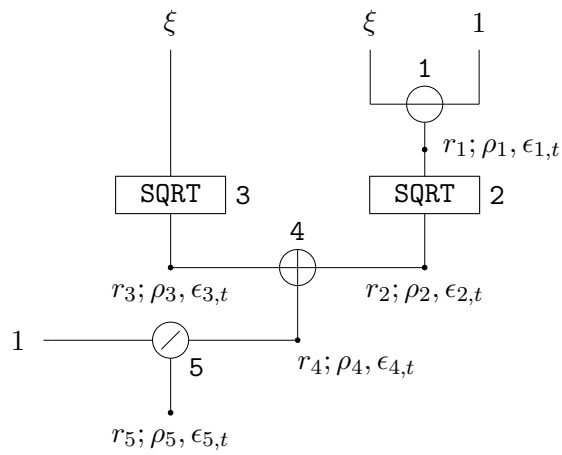 ξ ξ 1
1
r₁; ρ₁, ϵ₁,ₜ
SQRT 3 SQRT 2
4
r₃; ρ₃, ϵ₃,ₜ r₂; ρ₂, ϵ₂,ₜ
1
5 r₄; ρ₄, ϵ₄,ₜ
r₅; ρ₅, ϵ₅,ₜ